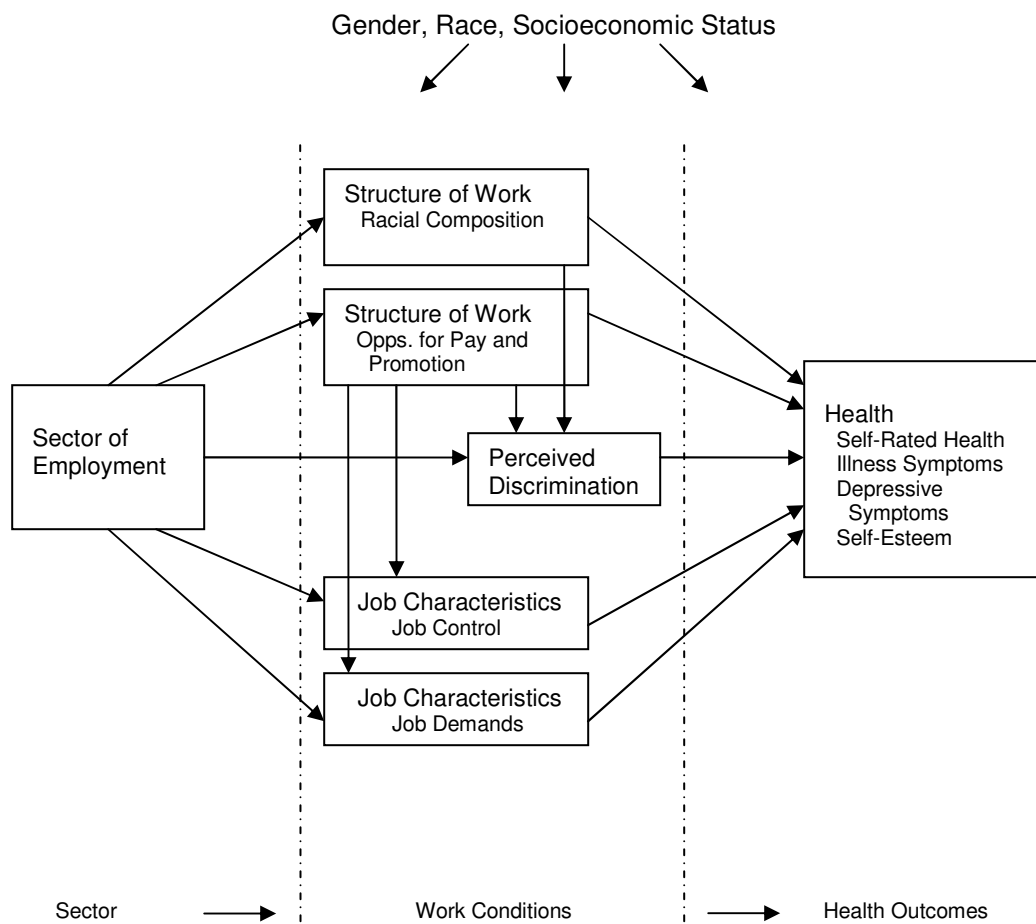 Gender, Race, Socioeconomic Status
Structure of Work
Racial Composition
Structure of Work
Opps. for Pay and
Promotion
Sector of
Employment
Perceived
Discrimination
Health
Self-Rated Health
Illness Symptoms
Depressive
Symptoms
Self-Esteem
Job Characteristics
Job Control
Job Characteristics
Job Demands
Sector
Work Conditions
Health Outcomes